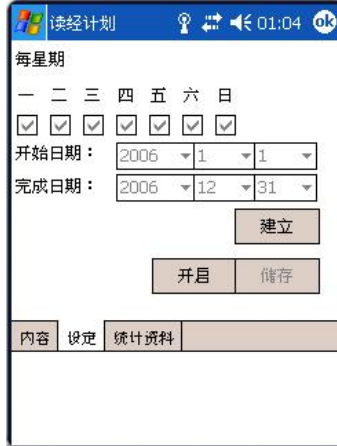 读经计划 01:04 ok
每星期
一 二 三 四 五 六 日
开始日期： 2006 1 1
完成日期： 2006 12 31
建立
开启 储存
内容 设定 统计资料